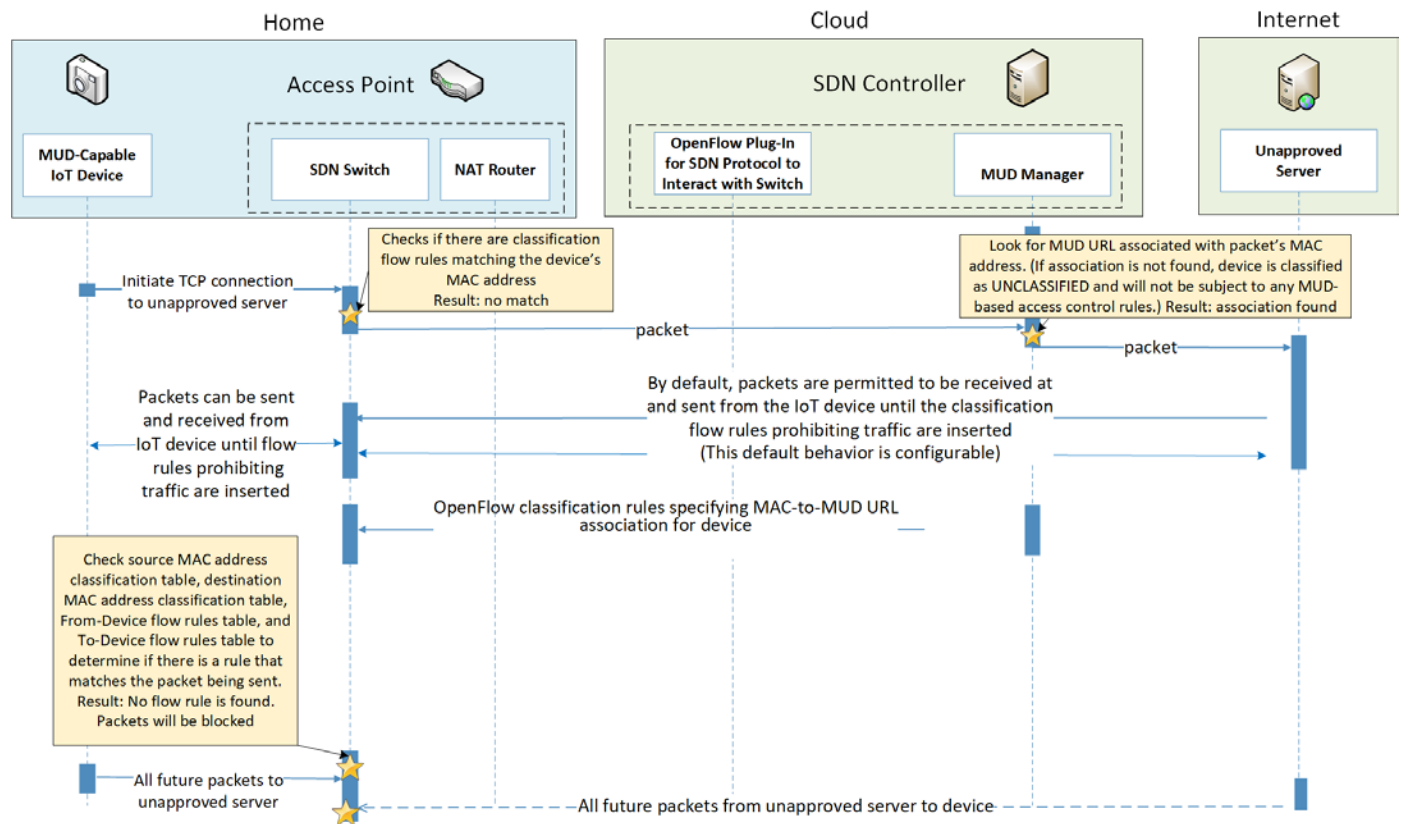 Home
Cloud
Internet
Access Point
SDN Controller
MUD-Capable
IoT Device
SDN Switch
NAT Router
OpenFlow Plug-In
for SDN Protocol to
Interact with Switch
MUD Manager
Unapproved
Server
Checks if there are classification
flow rules matching the device's
MAC address
Result: no match
Look for MUD URL associated with packet's MAC
address. (If association is not found, device is classified
as UNCLASSIFIED and will not be subject to any MUD-
based access control rules.) Result: association found
Initiate TCP connection
to unapproved server
packet
packet
Packets can be sent
and received from
IoT device until flow
rules prohibiting
traffic are inserted
By default, packets are permitted to be received at
and sent from the IoT device until the classification
flow rules prohibiting traffic are inserted
(This default behavior is configurable)
OpenFlow classification rules specifying MAC-to-MUD URL
association for device
Check source MAC address
classification table, destination
MAC address classification table,
From-Device flow rules table, and
To-Device flow rules table to
determine if there is a rule that
matches the packet being sent.
Result: No flow rule is found.
Packets will be blocked
All future packets to
unapproved server
All future packets from unapproved server to device